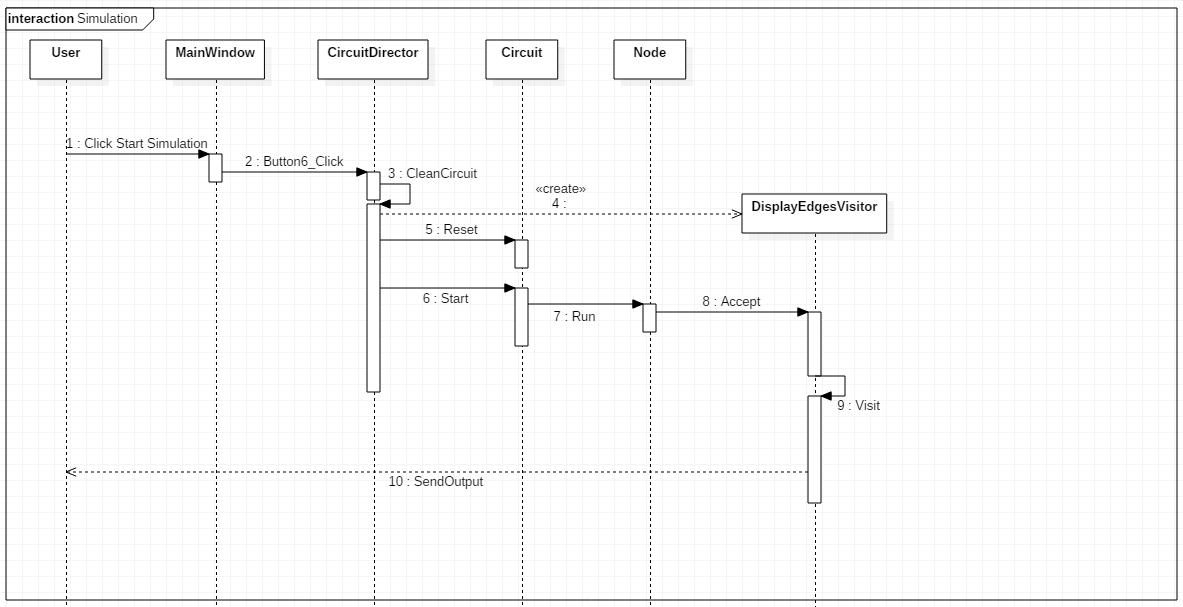 interaction Simulation
User
MainWindow
CircuitDirector
Circuit
Node
1 : Click Start Simulation
2 : Button6_Click
3 : CleanCircuit
«create»
4 :
DisplayEdgesVisitor
5 : Reset
6 : Start
7 : Run
8 : Accept
9 : Visit
10 : SendOutput